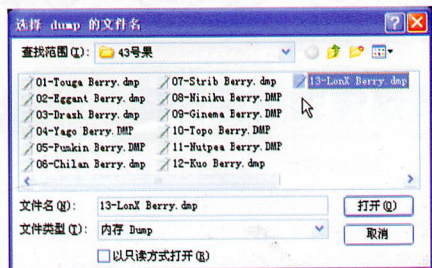 选择 dump 的文件名
查找范围(I): 43号果
01-Touga Berry.dmp
02-Eggant Berry.dmp
03-Drash Berry.dmp
04-Yago Berry.DMP
05-Pumkin Berry.DMP
06-Chilan Berry.dmp
07-Strib Berry.dmp
08-Niniku Berry.DMP
09-Ginema Berry.DMP
10-Topo Berry.DMP
11-Nutpea Berry.DMP
12-Kuo Berry.DMP
13-LonX Berry.dmp
文件名(N): 13-LonX Berry.dmp 打开(O)
文件类型(T): 内存 Dump 取消
以只读方式打开(R)